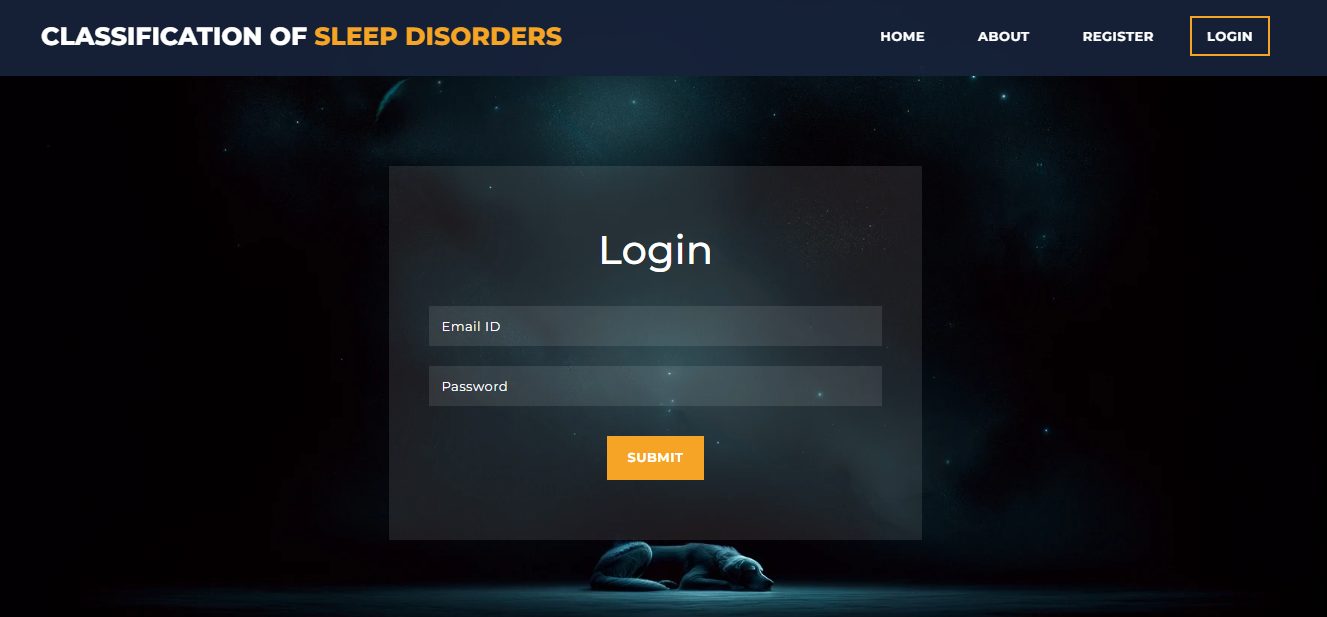 CLASSIFICATION OF SLEEP DISORDERS
HOME ABOUT REGISTER LOGIN
Login
Email ID
Password
SUBMIT